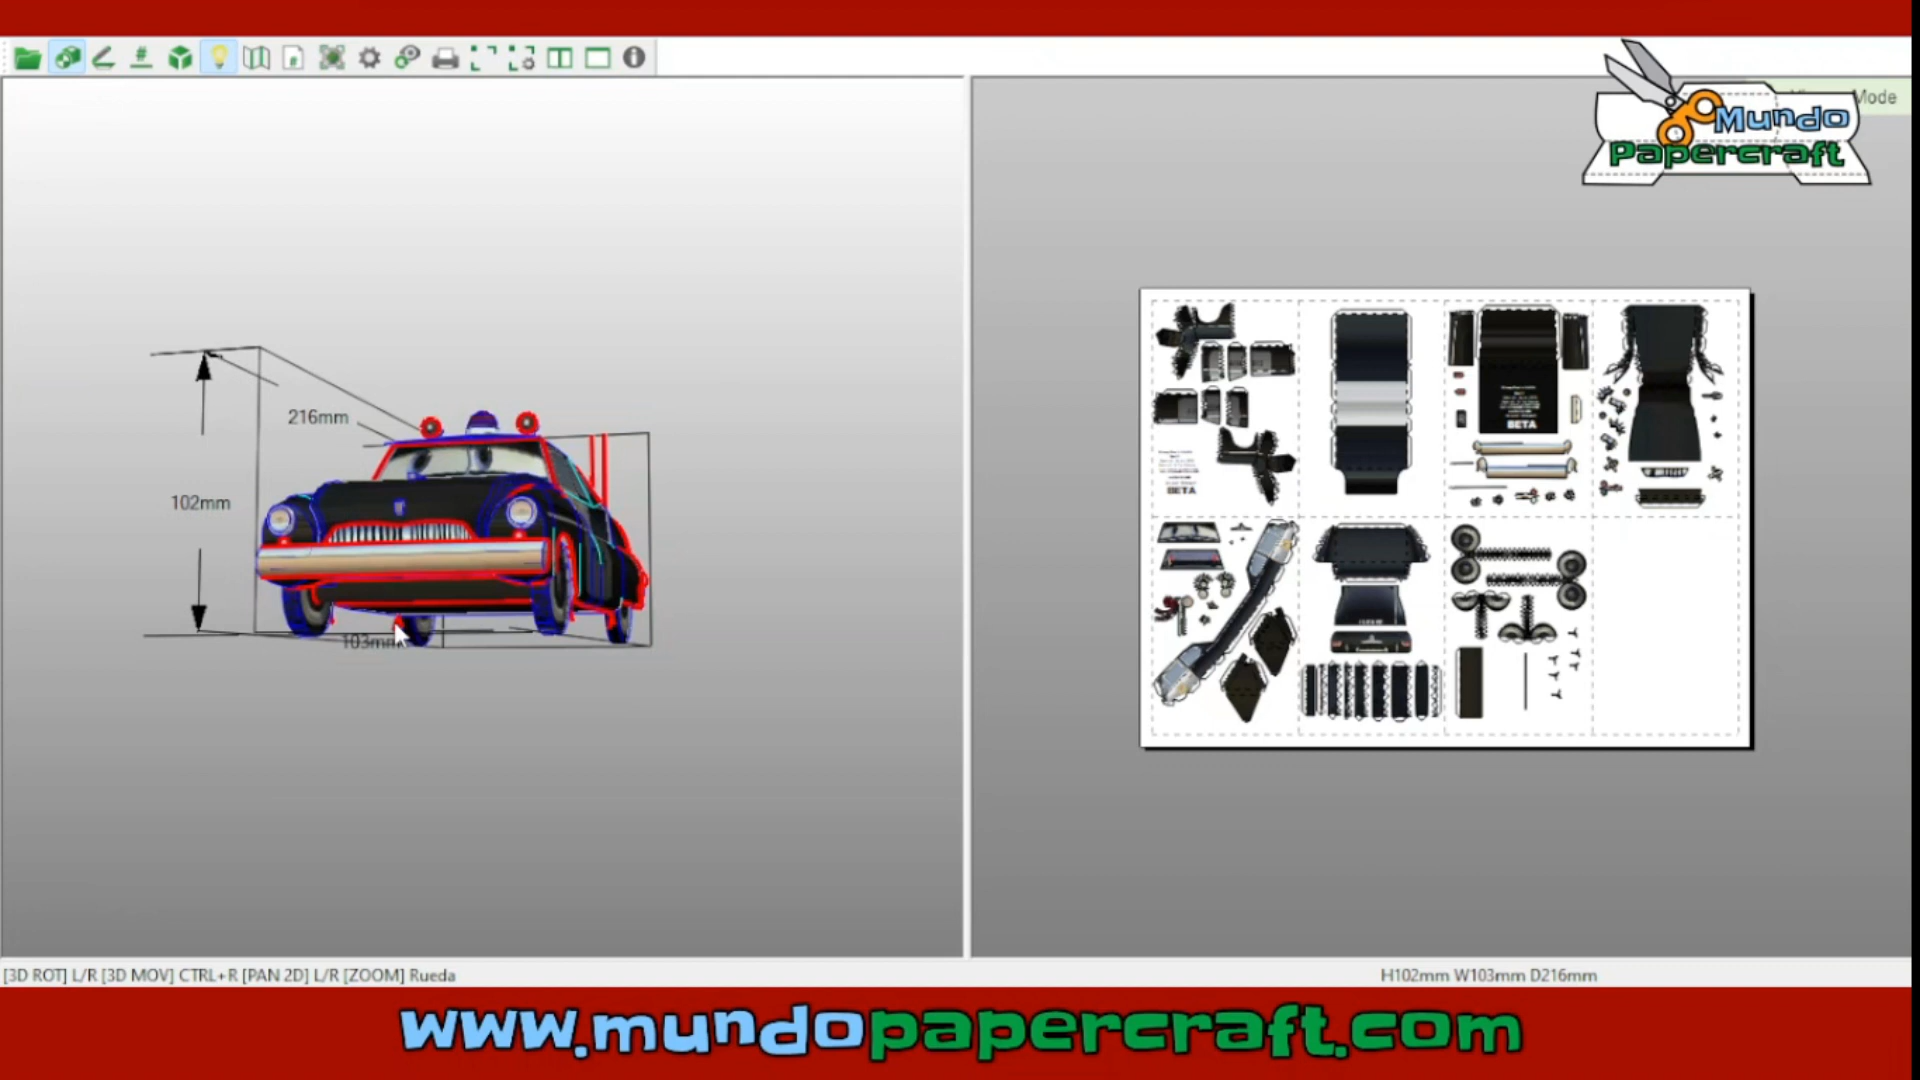 Mode
Mundo
Papercraft
216mm
102mm
103mm
BETA
BETA
[3D ROT] L/R [3D MOV] CTRL+R [PAN 2D] L/R [ZOOM] Rueda
H102mm W103mm D216mm
www.mundopapercraft.com